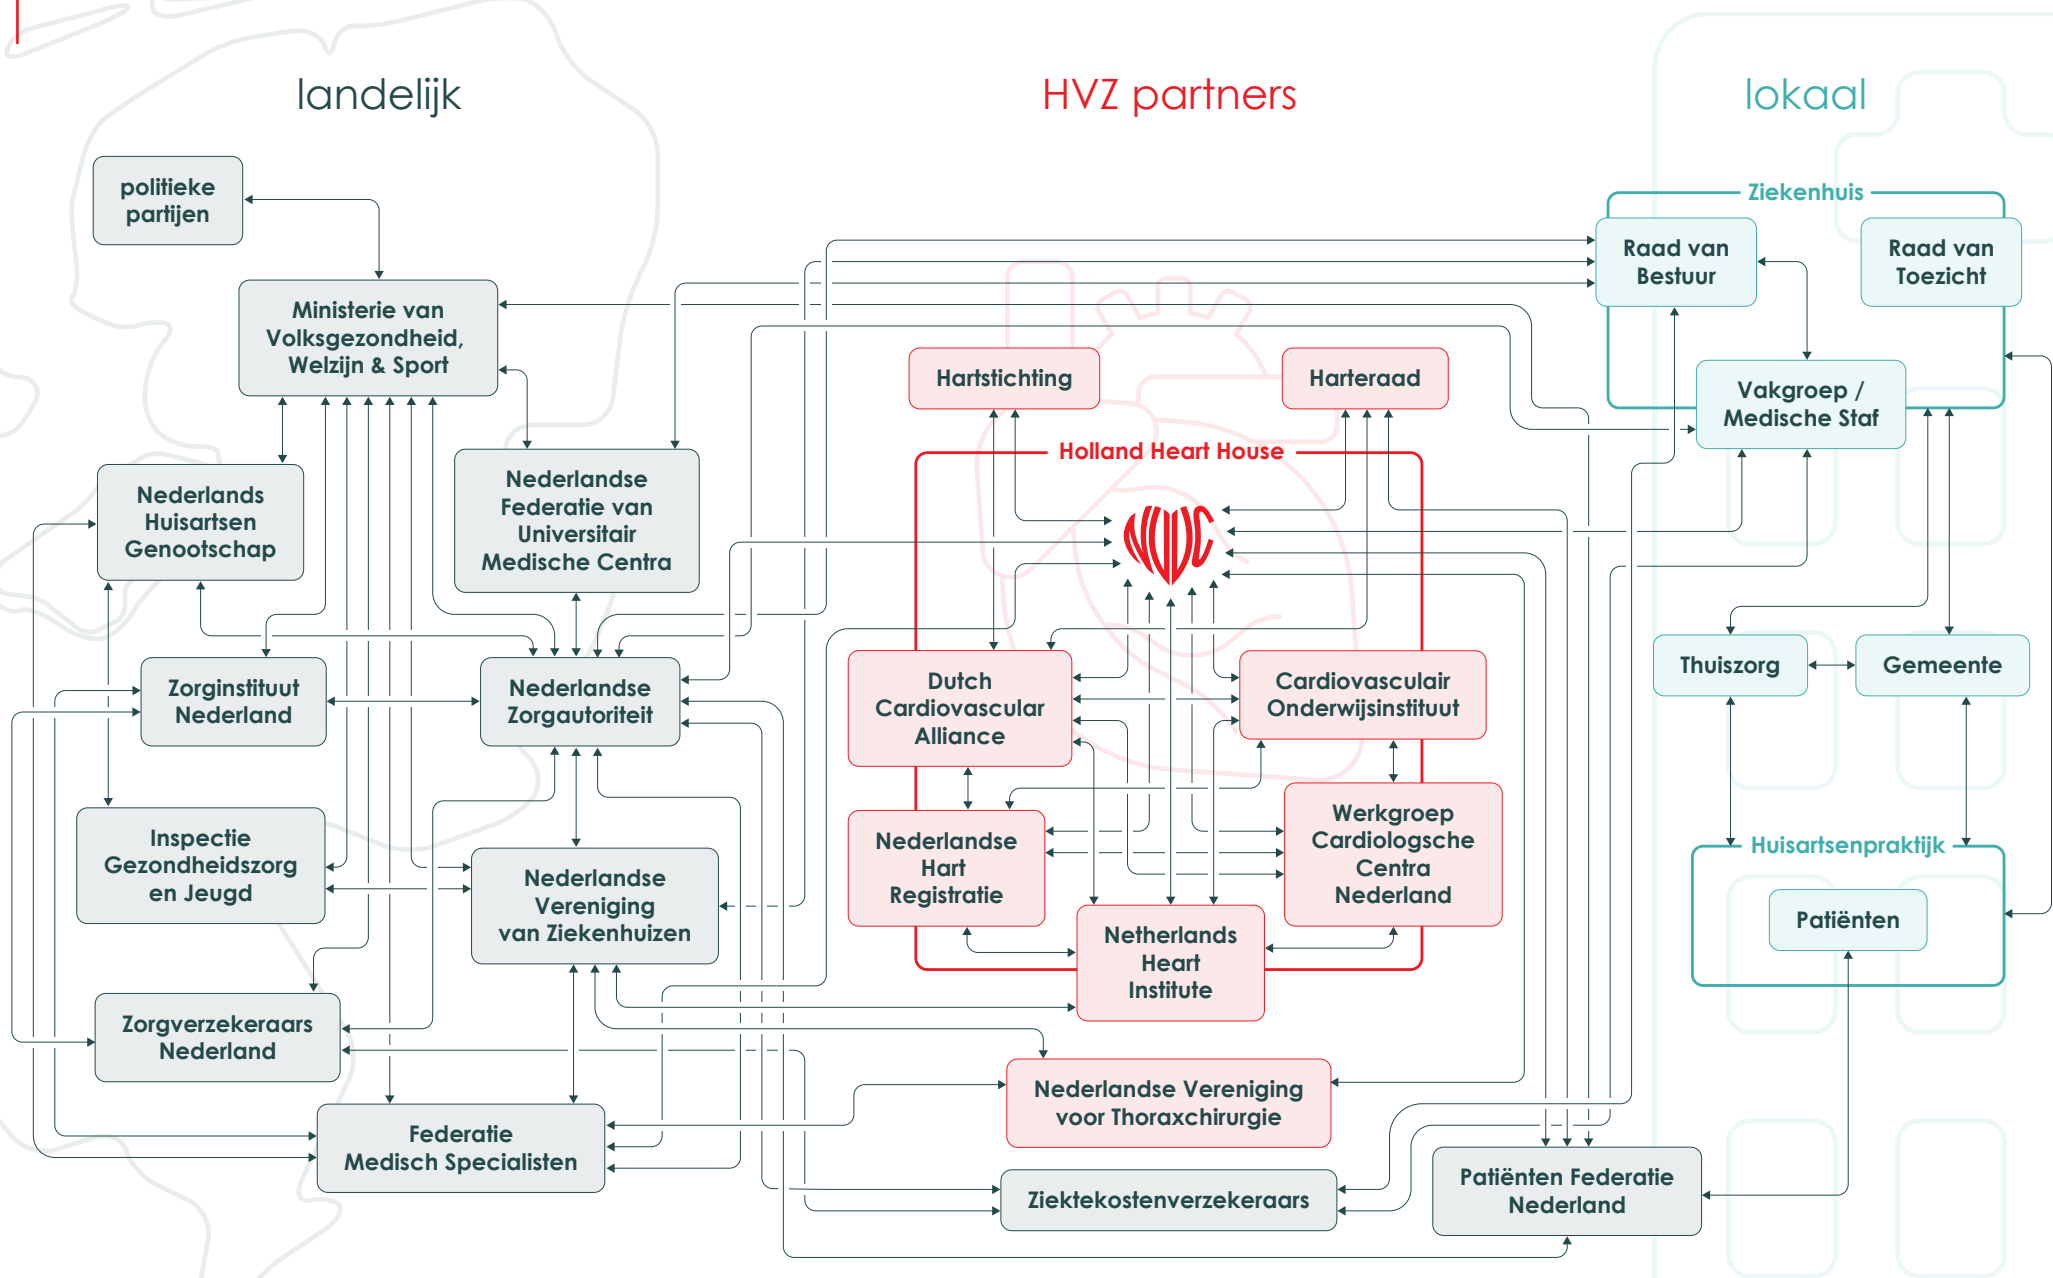 landelijk
HVZ partners
lokaal
politieke
partijen
Ministerie van
Volksgezondheid,
Welzijn & Sport
Nederlands
Huisartsen
Genootschap
Nederlandse
Federatie van
Universitair
Medische Centra
Zorginstituut
Nederland
Nederlandse
Zorgautoriteit
Inspectie
Gezondheidszorg
en Jeugd
Nederlandse
Vereniging
van Ziekenhuizen
Zorgverzekeraars
Nederland
Federatie
Medisch Specialisten
Hartstichting
Harteraad
Holland Heart House
NVVC
Dutch
Cardiovascular
Alliance
Cardiovasculair
Onderwijsinstituut
Nederlandse
Hart
Registratie
Werkgroep
Cardiologsche
Centra
Nederland
Netherlands
Heart
Institute
Nederlandse Vereniging
voor Thoraxchirurgie
Ziektekostenverzekeraars
Patiënten Federatie
Nederland
Ziekenhuis
Raad van
Bestuur
Raad van
Toezicht
Vakgroep /
Medische Staf
Thuiszorg
Gemeente
Huisartsenpraktijk
Patiënten